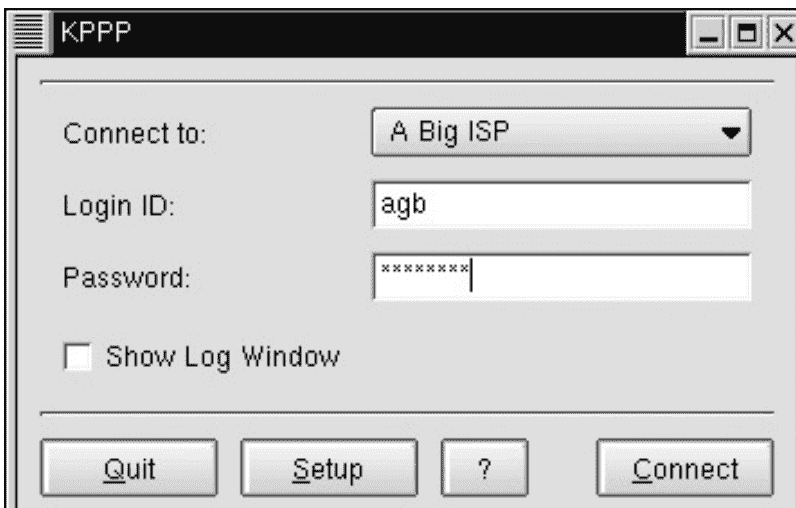 KPPP
Connect to: A Big ISP
Login ID: agb
Password: ********
Show Log Window
Quit Setup ? Connect